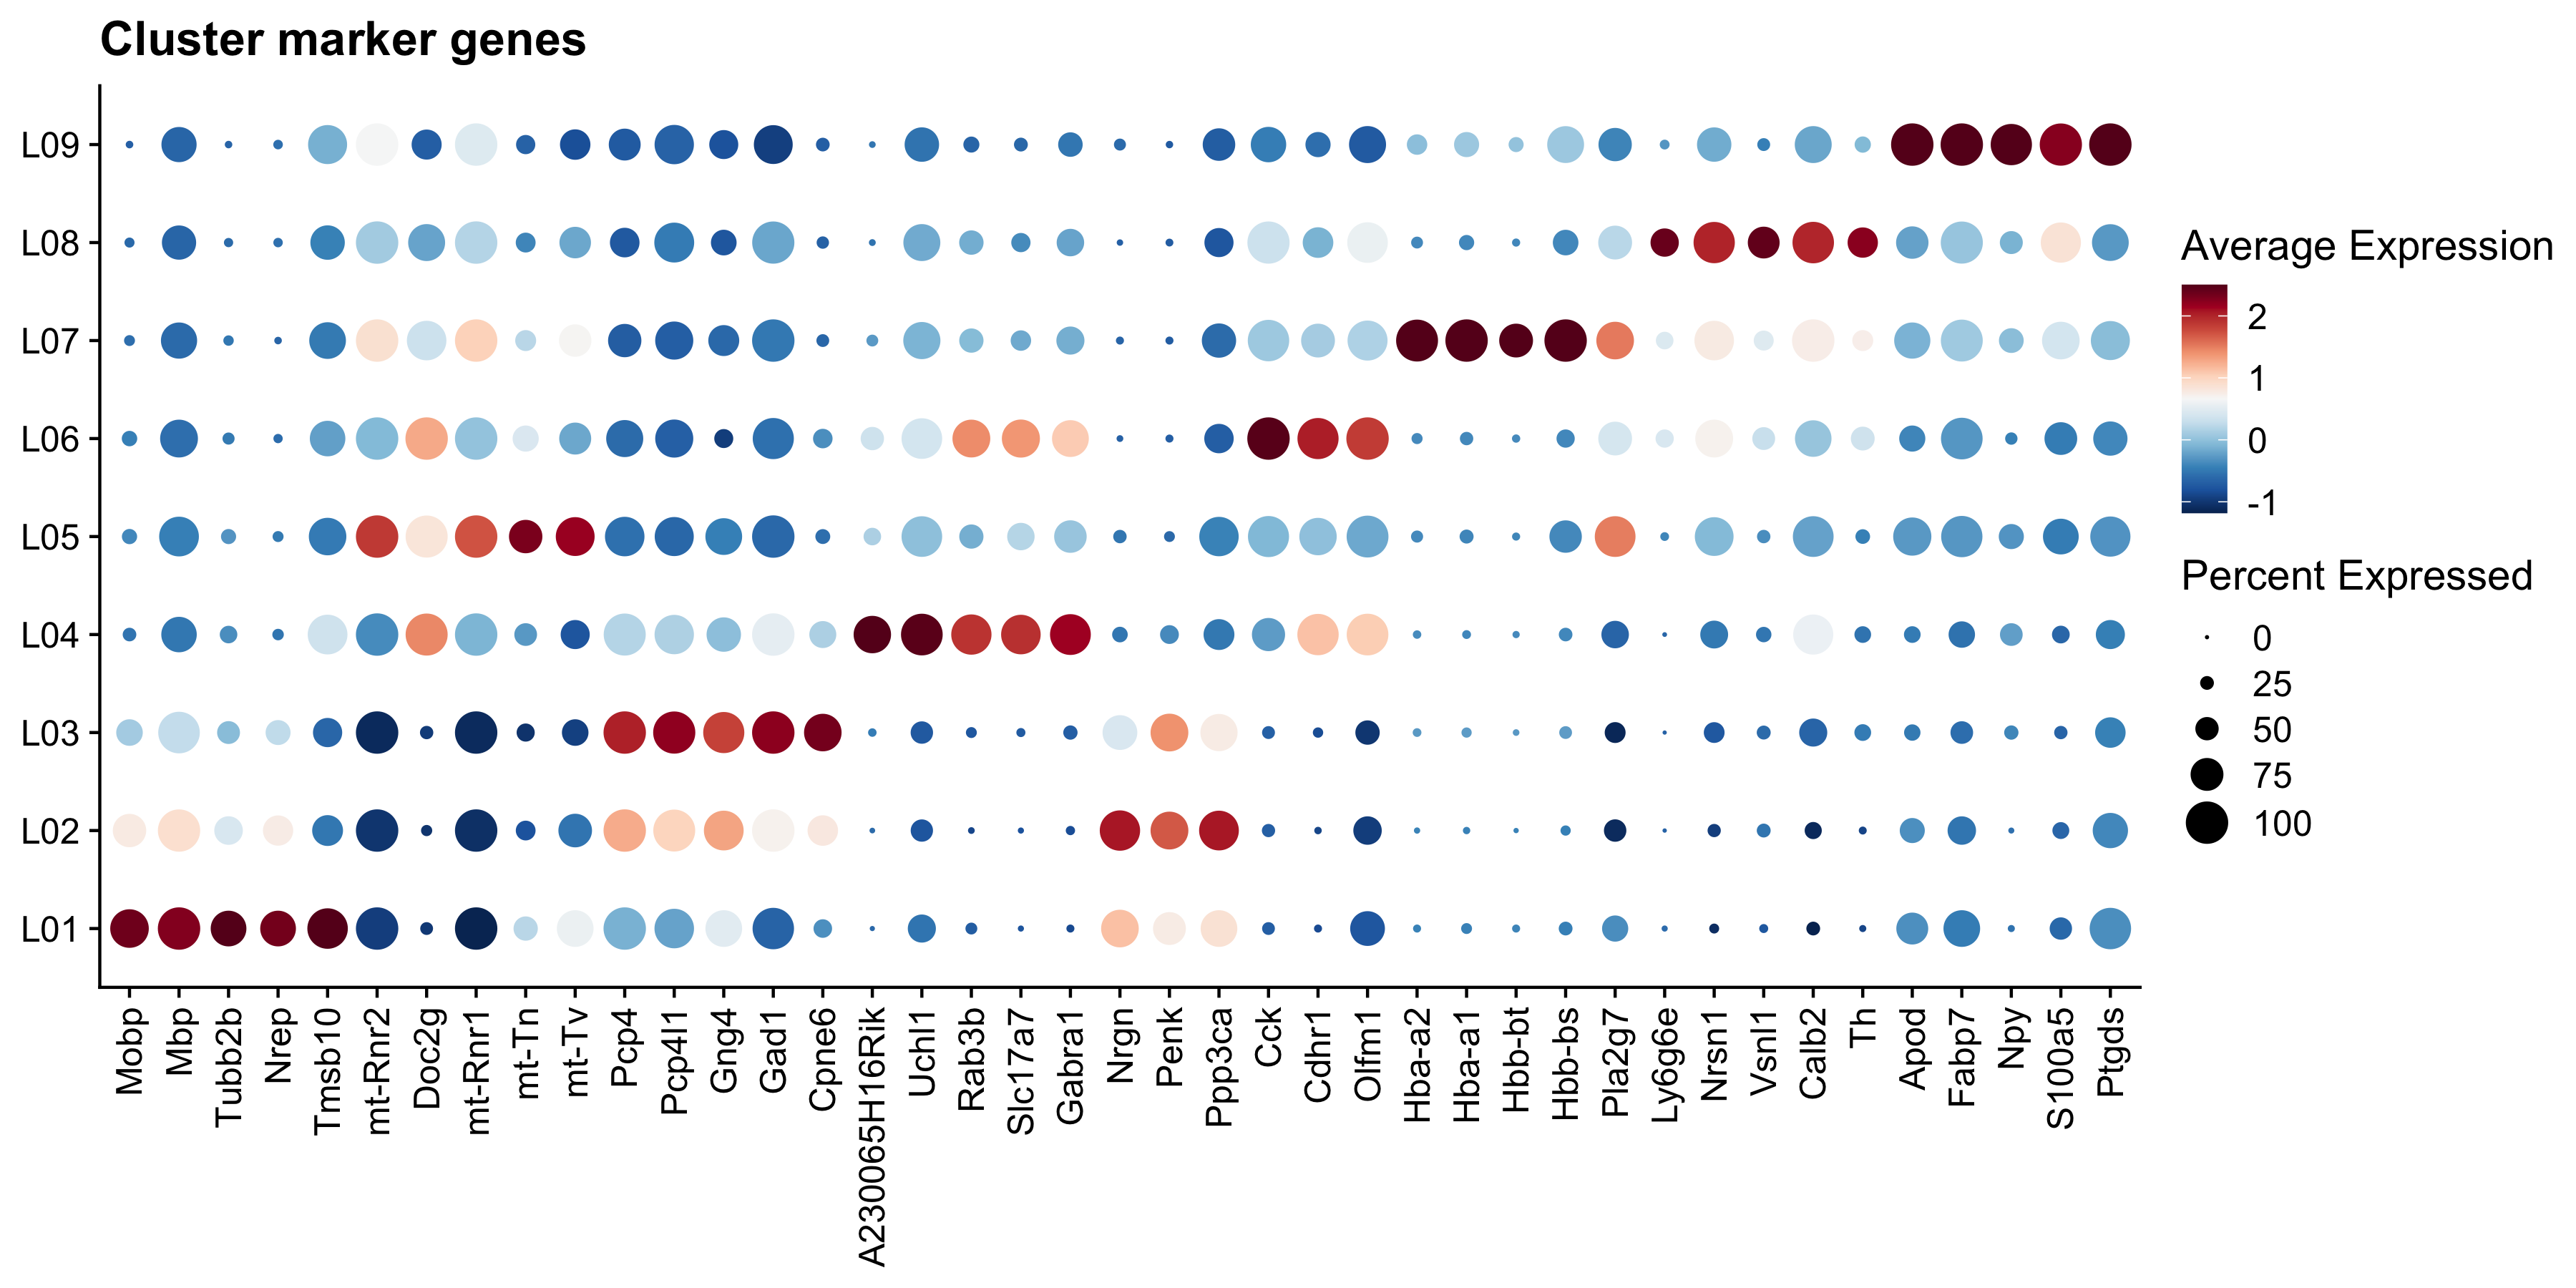 Cluster marker genes
L09
L08
L07
L06
L05
L04
L03
L02
L01
Mobp
Mbp
Tubb2b
Nrep
Tmsb10
mt-Rnr2
Doc2g
mt-Rnr1
mt-Tn
mt-Tv
Pcp4
Pcp4l1
Gng4
Gad1
Cpne6
A230065H16Rik
Uchl1
Rab3b
Slc17a7
Gabra1
Nrgn
Penk
Ppp3ca
Cck
Cdhr1
Olfm1
Hba-a2
Hba-a1
Hbb-bt
Hbb-bs
Pla2g7
Ly6g6e
Nrsn1
Vsnl1
Calb2
Th
Apod
Fabp7
Npy
S100a5
Ptgds
Average Expression
2
1
0
-1
Percent Expressed
0
25
50
75
100